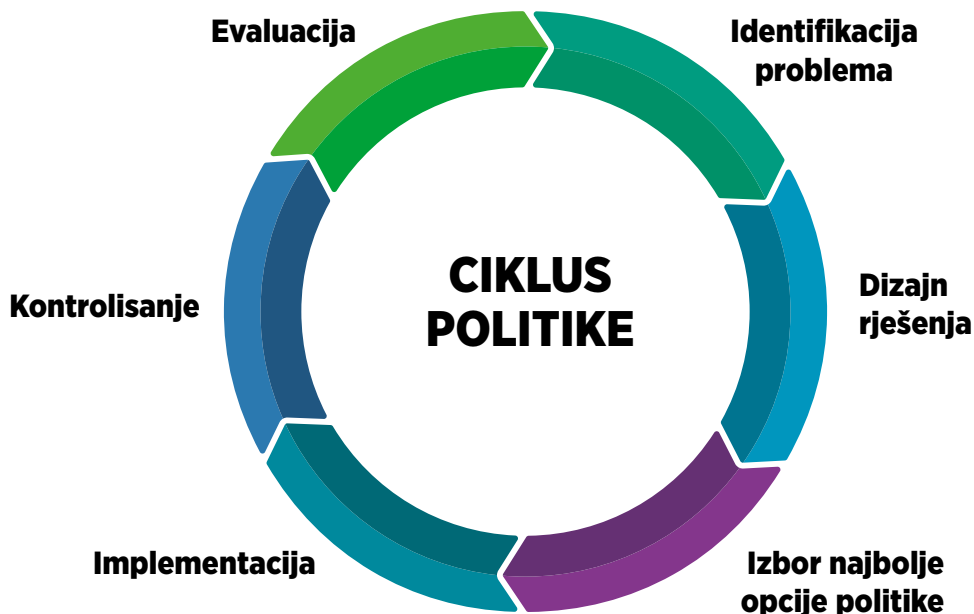 Evaluacija
Identifikacija
problema
CIKLUS
POLITIKE
Kontrolisanje
Dizajn
rješenja
Implementacija
Izbor najbolje
opcije politike